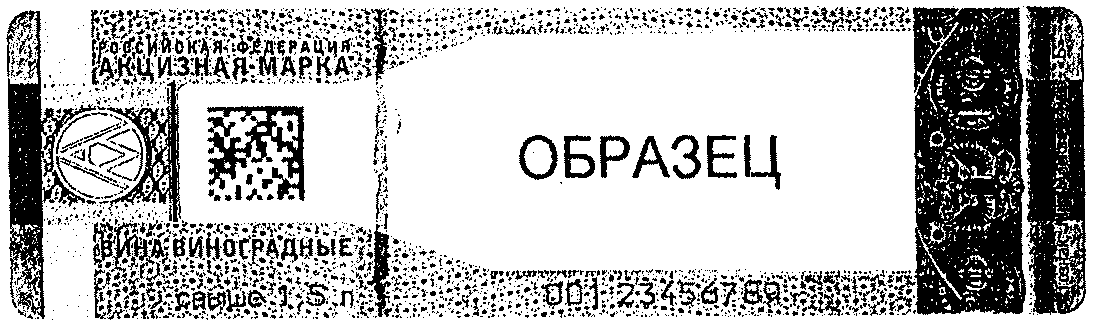 РОССИЙСКАЯ ФЕДЕРАЦИЯ
АКЦИЗНАЯ МАРКА
ОБРАЗЕЦ
ВИНА ВИНОГРАДНЫЕ
свыше 1,5 л
001 23456789